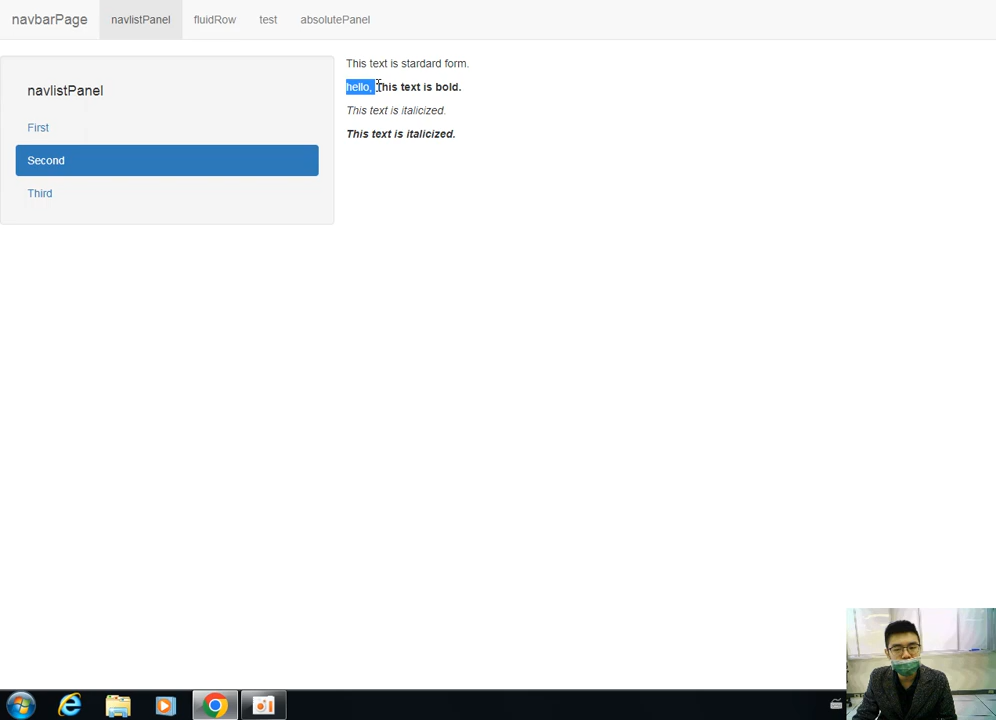 navbarPage navlistPanel fluidRow test absolutePanel
navlistPanel
First
Second
Third
This text is stardard form.
hello, This text is bold.
This text is italicized.
This text is italicized.